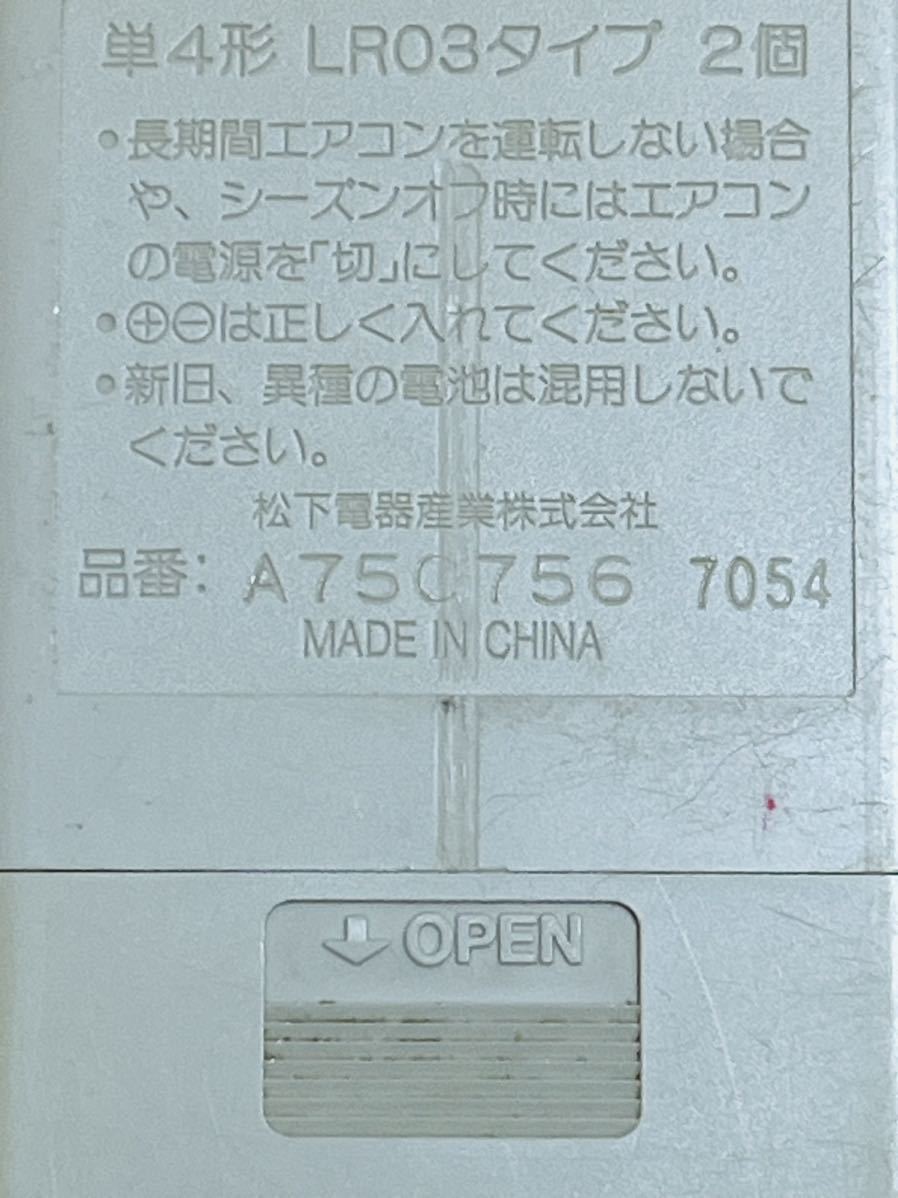 単4形 LR03タイプ 2個
•長期間エアコンを運転しない場合
や、シーズンオフ時にはエアコン
の電源を「切」にしてください。
•⊕⊖は正しく入れてください。
•新旧、異種の電池は混用しないで
ください。
松下電器産業株式会社
品番: A75C756 7054
MADE IN CHINA
↓OPEN